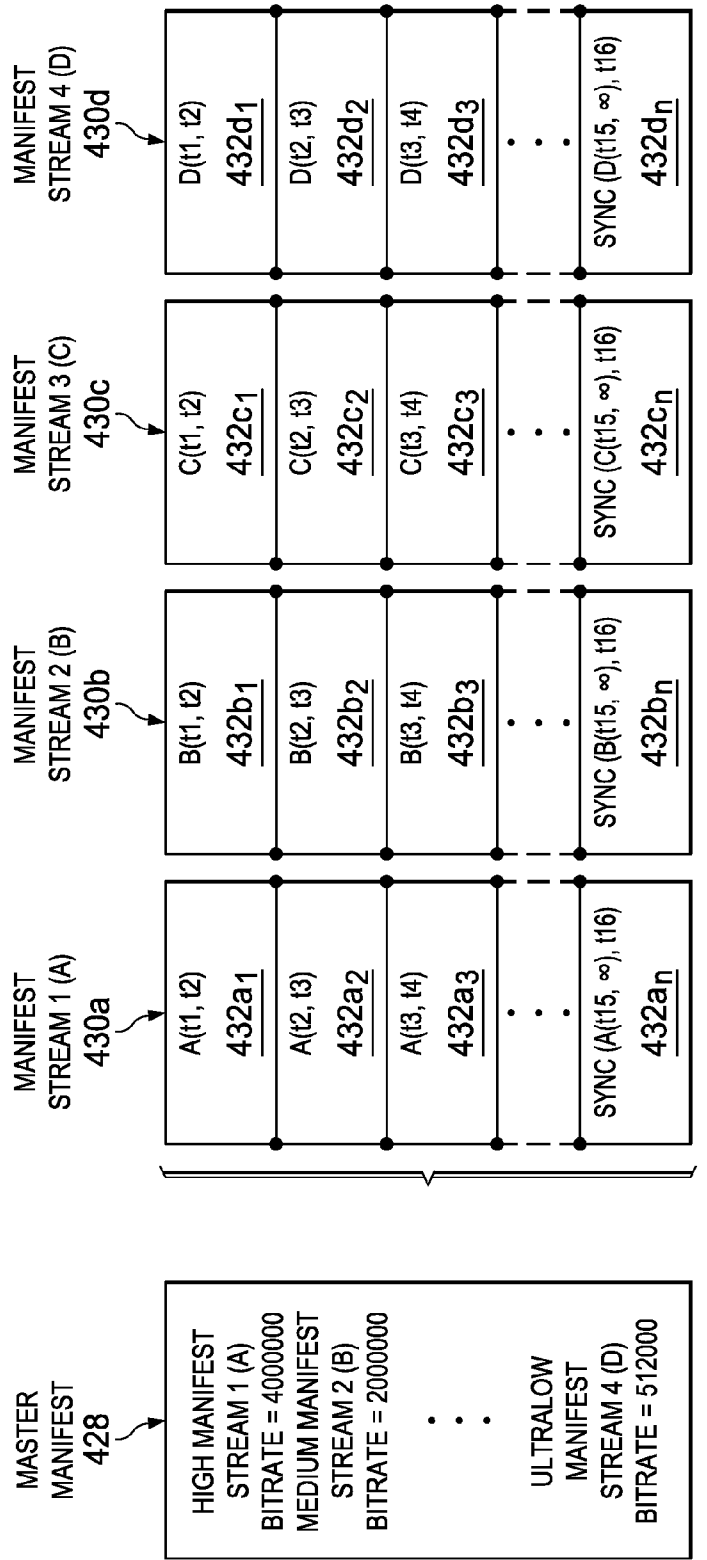 MASTER
MANIFEST
428
HIGH MANIFEST
STREAM 1 (A)
BITRATE = 4000000
MEDIUM MANIFEST
STREAM 2 (B)
BITRATE = 2000000
• • •
ULTRALOW
MANIFEST
STREAM 4 (D)
BITRATE = 512000
MANIFEST
STREAM 1 (A)
430a
A(t1, t2)
432a1
A(t2, t3)
432a2
A(t3, t4)
432a3
• • •
SYNC (A(t15, ∞), t16)
432an
MANIFEST
STREAM 2 (B)
430b
B(t1, t2)
432b1
B(t2, t3)
432b2
B(t3, t4)
432b3
• • •
SYNC (B(t15, ∞), t16)
432bn
MANIFEST
STREAM 3 (C)
430c
C(t1, t2)
432c1
C(t2, t3)
432c2
C(t3, t4)
432c3
• • •
SYNC (C(t15, ∞), t16)
432cn
MANIFEST
STREAM 4 (D)
430d
D(t1, t2)
432d1
D(t2, t3)
432d2
D(t3, t4)
432d3
• • •
SYNC (D(t15, ∞), t16)
432dn